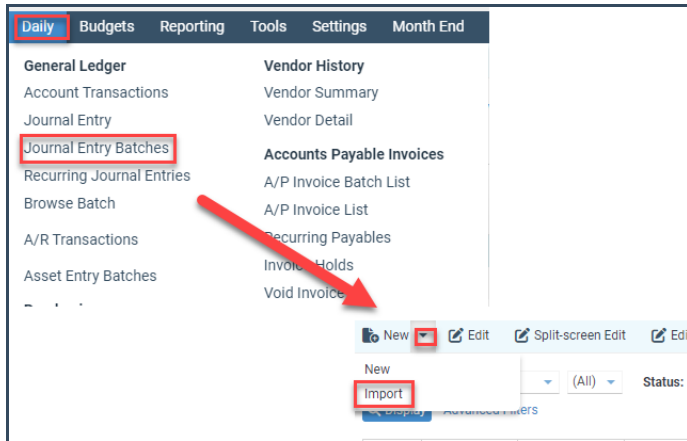 Daily Budgets Reporting Tools Settings Month End
General Ledger
Account Transactions
Journal Entry
Journal Entry Batches
Recurring Journal Entries
Browse Batch
A/R Transactions
Asset Entry Batches
Vendor History
Vendor Summary
Vendor Detail
Accounts Payable Invoices
A/P Invoice Batch List
A/P Invoice List
Recurring Payables
Invoice Holds
Void Invoice
New Edit Split-screen Edit Edi
New
Import
(All) Status:
Display Advanced Filters